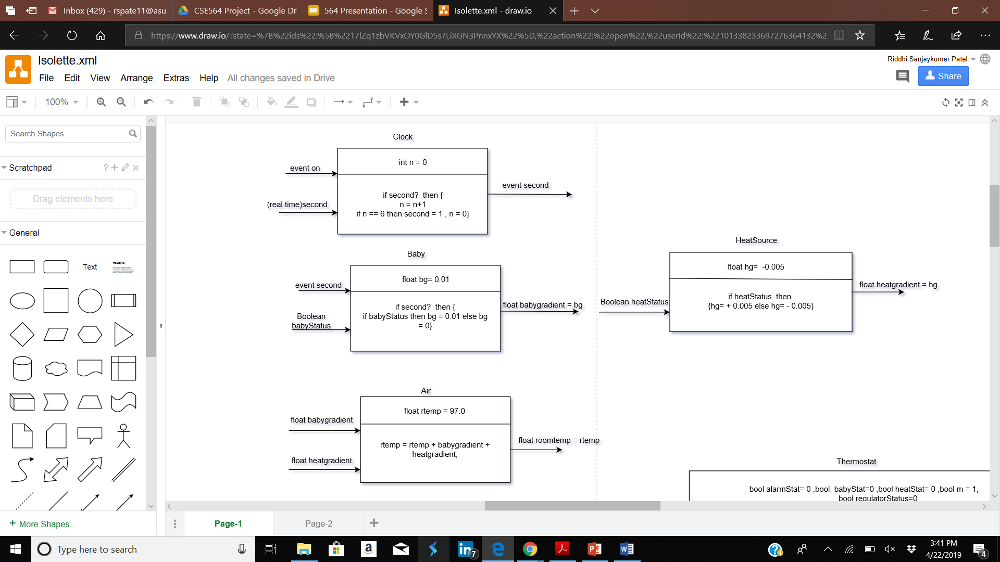 Inbox (429) - rspate11@asu
CSE564 Project - Google Dr
564 Presentation - Google S
Isolette.xml - draw.io
https://www.draw.io/?state=%7B%22ids%22:%5B%2217lZq1zbVKVxOY0GlD5s7LiXGN3PnnxYX%22%5D,%22action%22:%22open%22,%22userId%22:%22101338233697276364132%2
Isolette.xml
Riddhi Sanjaykumar Patel
File Edit View Arrange Extras Help All changes saved in Drive
Share
100%
Search Shapes
Scratchpad
?
Drag elements here
General
Text
Heading
More Shapes...
Clock
int n = 0
event on
(real time)second
if second? then {
n = n+1
if n == 6 then second = 1 , n = 0}
event second
Baby
float bg= 0.01
event second
Boolean
babyStatus
if second? then {
if babyStatus then bg = 0.01 else bg
= 0}
float babygradient = bg
HeatSource
float hg= -0.005
Boolean heatStatus
if heatStatus then
{hg= + 0.005 else hg= - 0.005}
float heatgradient = hg
Air
float rtemp = 97.0
float babygradient
float heatgradient
rtemp = rtemp + babygradient +
heatgradient,
float roomtemp = rtemp
Thermostat
bool alarmStat= 0 ,bool babyStat=0 ,bool heatStat= 0 ,bool m = 1,
bool regulatorStatus=0
Page-1
Page-2
Type here to search
7
3:41 PM
4/22/2019
4